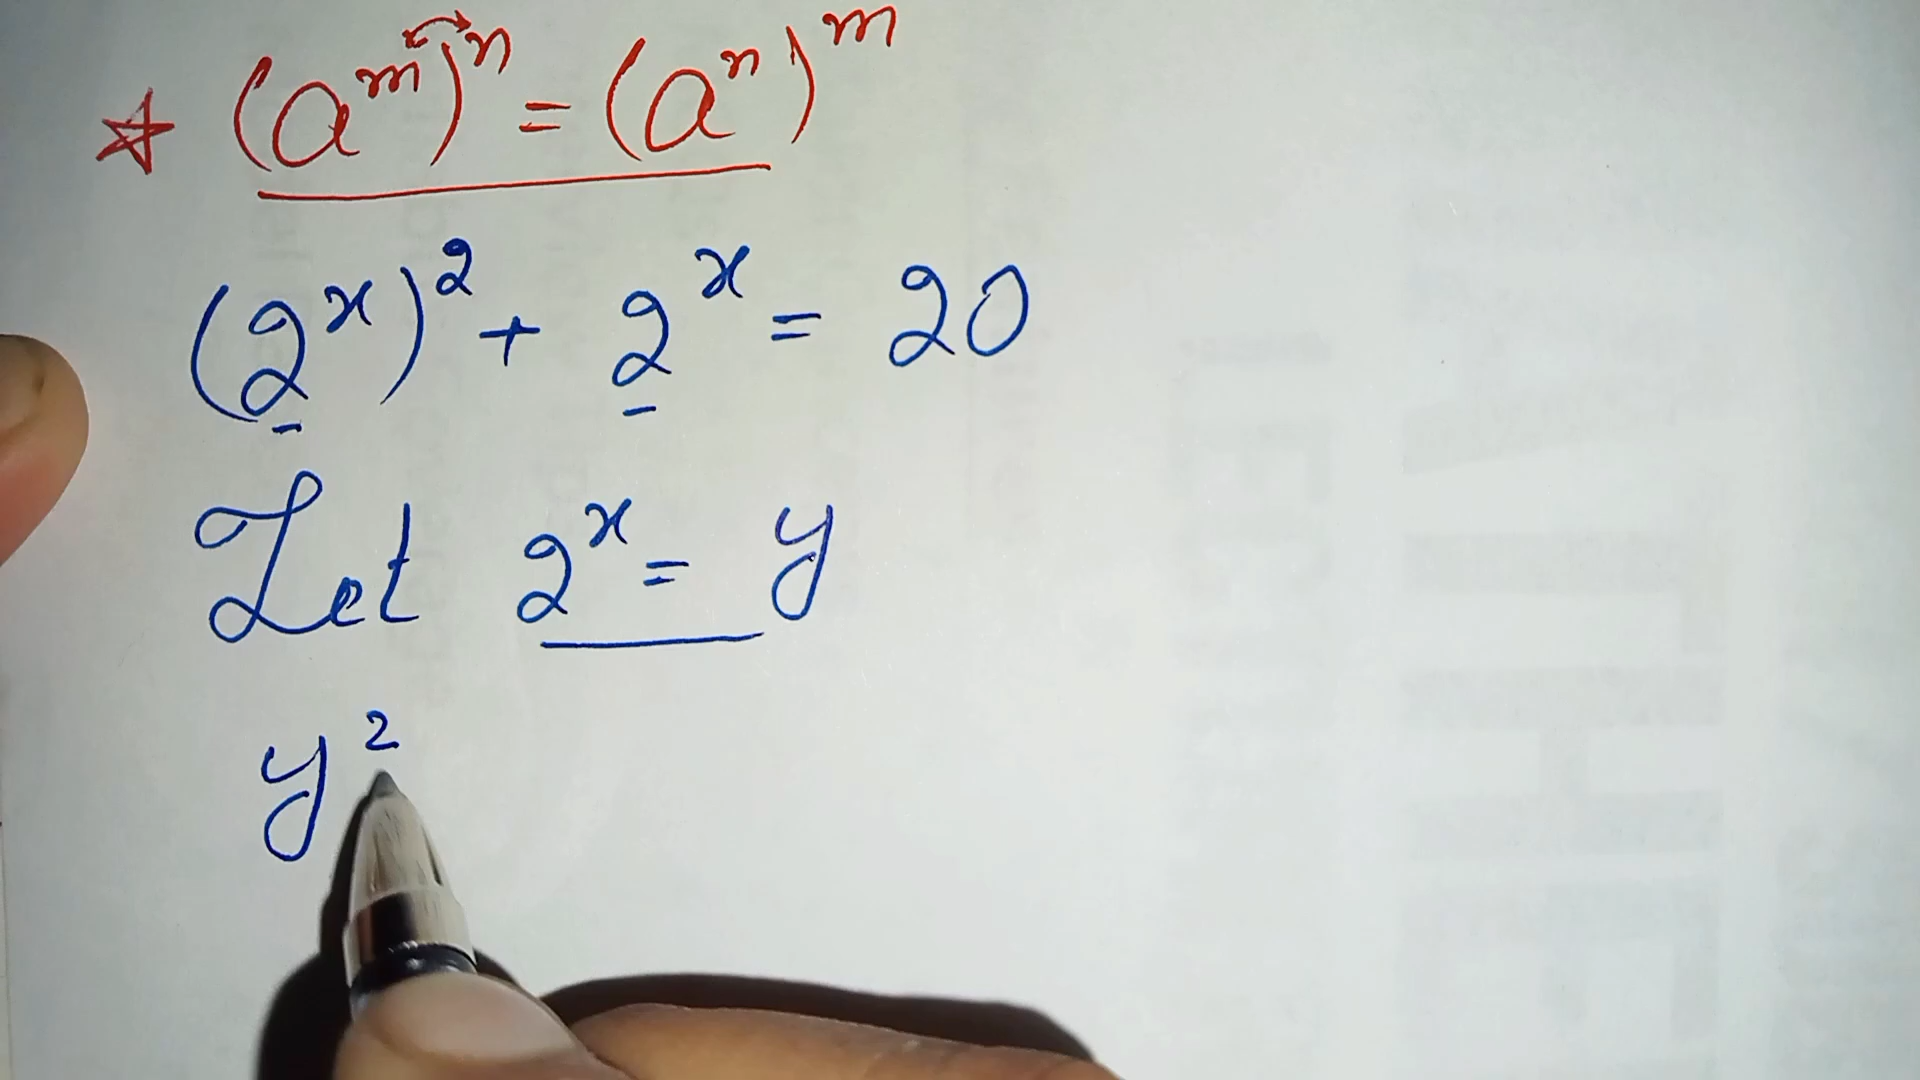 ☆ (a^m)^n = (a^n)^m
(2^x)^2 + 2^x = 20
Let 2^x = y
y^2